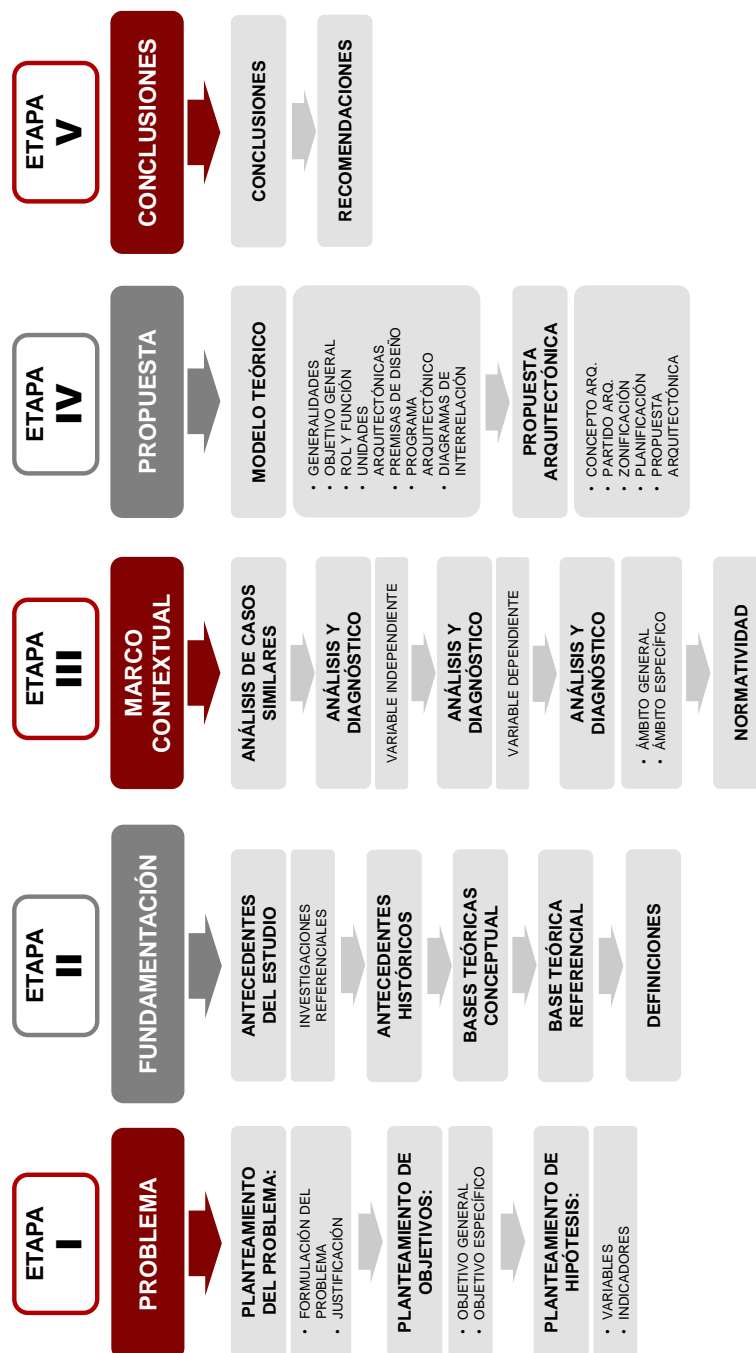 ETAPA
I
PROBLEMA
PLANTEAMIENTO
DEL PROBLEMA:
• FORMULACIÓN DEL
PROBLEMA
• JUSTIFICACIÓN
PLANTEAMIENTO DE
OBJETIVOS:
• OBJETIVO GENERAL
• OBJETIVO ESPECÍFICO
PLANTEAMIENTO DE
HIPÓTESIS:
• VARIABLES
• INDICADORES
ETAPA
II
FUNDAMENTACIÓN
ANTECEDENTES
DEL ESTUDIO
INVESTIGACIONES
REFERENCIALES
ANTECEDENTES
HISTÓRICOS
BASES TEÓRICAS
CONCEPTUAL
BASE TEÓRICA
REFERENCIAL
DEFINICIONES
ETAPA
III
MARCO
CONTEXTUAL
ANÁLISIS DE CASOS
SIMILARES
ANÁLISIS Y
DIAGNÓSTICO
VARIABLE INDEPENDIENTE
ANÁLISIS Y
DIAGNÓSTICO
VARIABLE DEPENDIENTE
ANÁLISIS Y
DIAGNÓSTICO
• ÁMBITO GENERAL
• ÁMBITO ESPECÍFICO
NORMATIVIDAD
ETAPA
IV
PROPUESTA
MODELO TEÓRICO
• GENERALIDADES
• OBJETIVO GENERAL
• ROL Y FUNCIÓN
• UNIDADES
ARQUITECTÓNICAS
• PREMISAS DE DISEÑO
• PROGRAMA
ARQUITECTÓNICO
• DIAGRAMAS DE
INTERRELACIÓN
PROPUESTA
ARQUITECTÓNICA
• CONCEPTO ARQ.
• PARTIDO ARQ.
• ZONIFICACIÓN
• PLANIFICACIÓN
• PROPUESTA
ARQUITECTÓNICA
ETAPA
V
CONCLUSIONES
CONCLUSIONES
RECOMENDACIONES